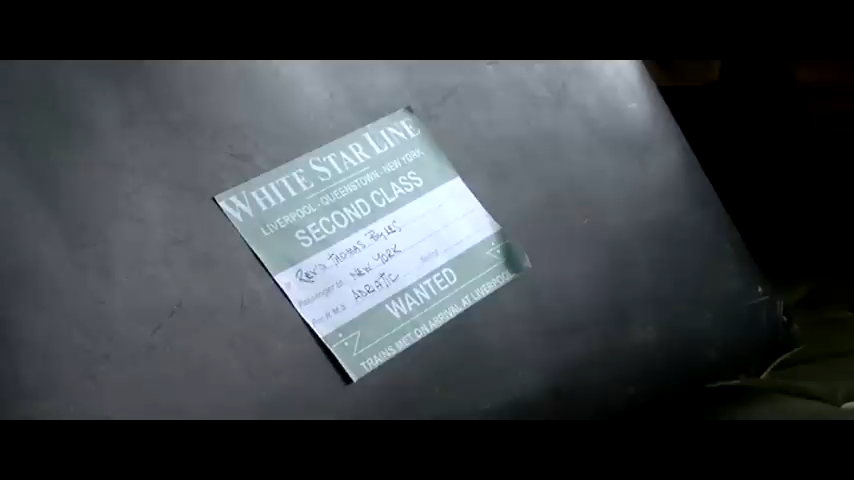 WHITE STAR LINE
LIVERPOOL - QUEENSTOWN - NEW YORK
SECOND CLASS
REV'D THOMAS BYLES
Passenger to NEW YORK
Per R.M.S. ADRIATIC
WANTED
TRAINS MET ON ARRIVAL AT LIVERPOOL